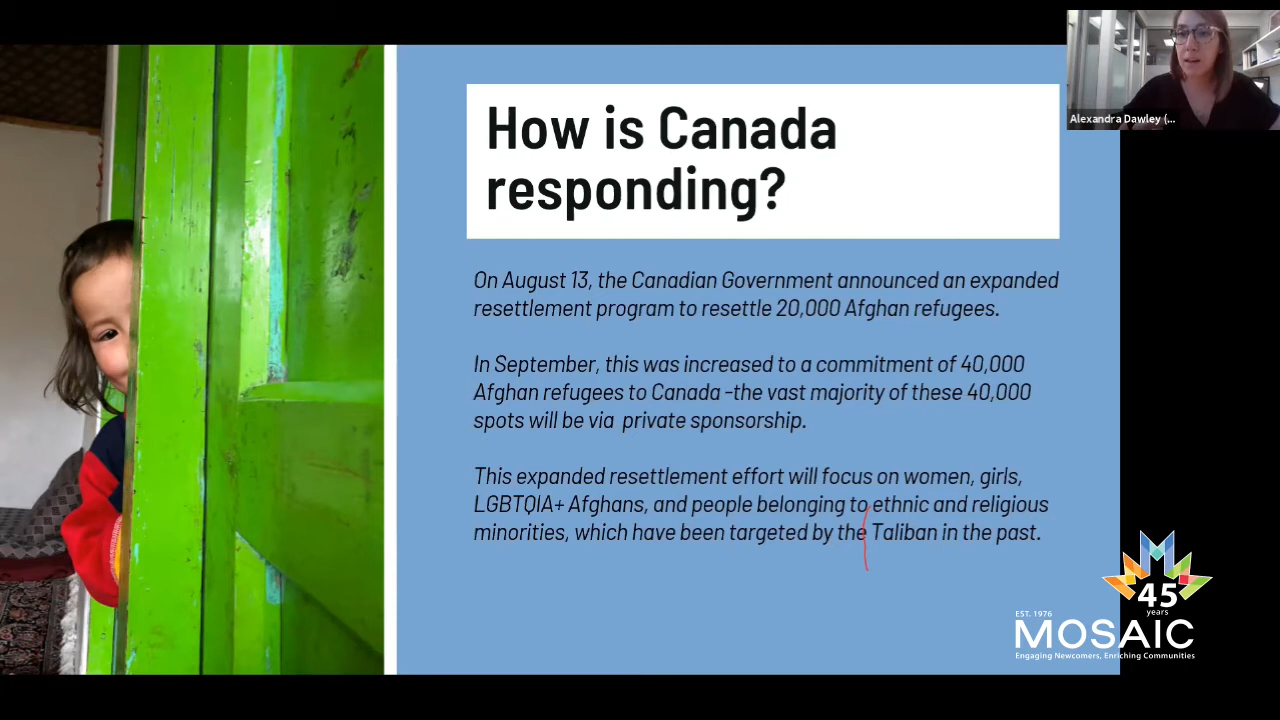 How is Canada
responding?
Alexandra Dawley (...
On August 13, the Canadian Government announced an expanded
resettlement program to resettle 20,000 Afghan refugees.
In September, this was increased to a commitment of 40,000
Afghan refugees to Canada -the vast majority of these 40,000
spots will be via  private sponsorship.
This expanded resettlement effort will focus on women, girls,
LGBTQIA+ Afghans, and people belonging to ethnic and religious
minorities, which have been targeted by the Taliban in the past.
45
years
EST. 1976
MOSAIC
Engaging Newcomers, Enriching Communities